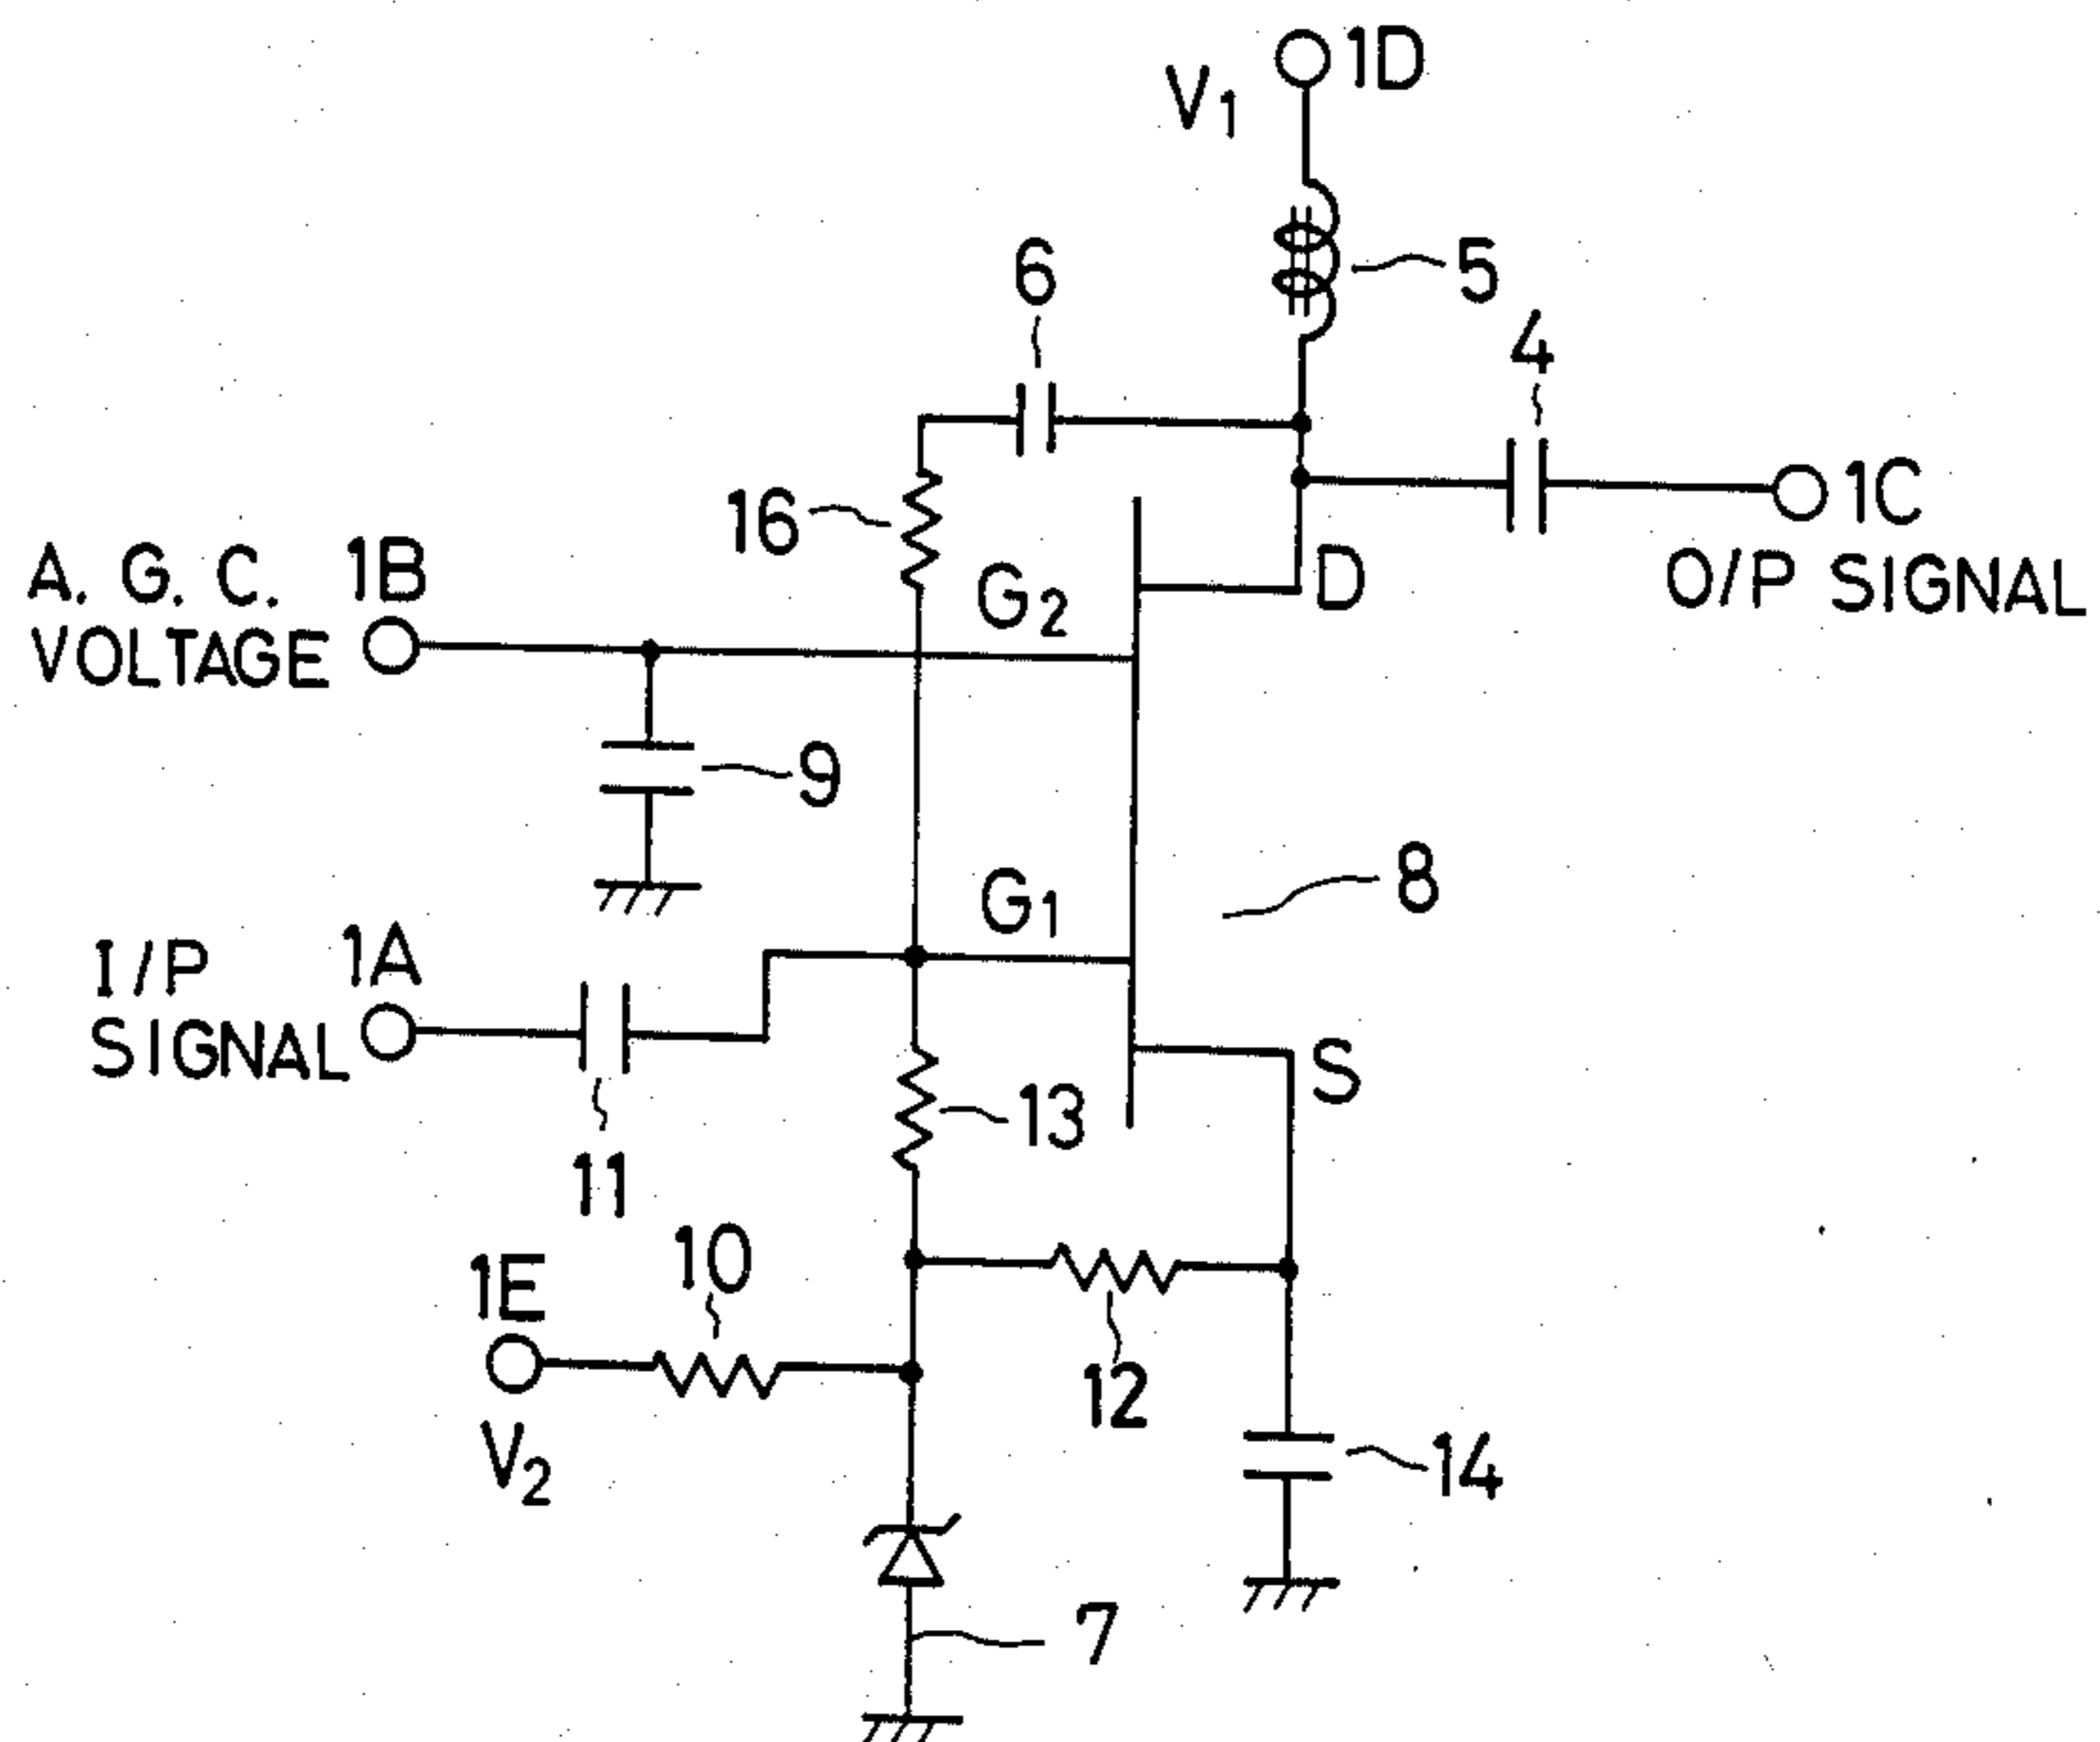 1D
V1
5
6
4
1C
O/P SIGNAL
16
G2
D
A. G. C. 1B
VOLTAGE
9
8
G1
I/P 1A
SIGNAL
S
13
11
10
1E
12
V2
14
7